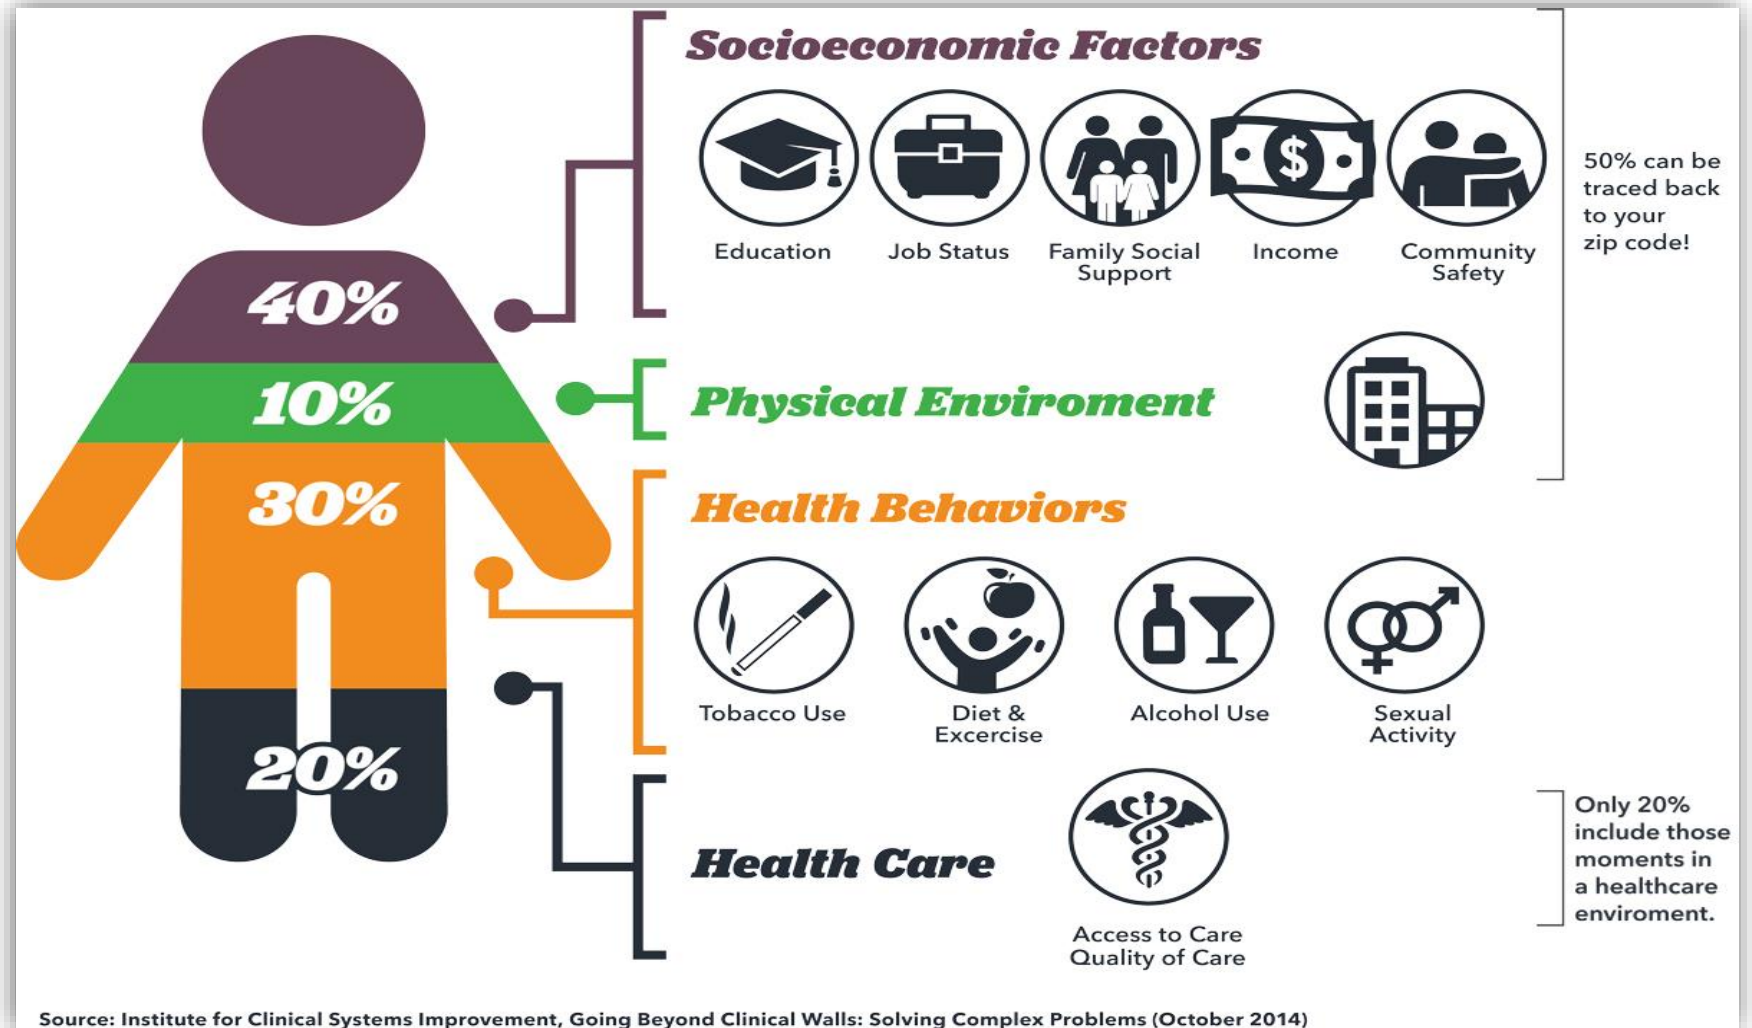 Socioeconomic Factors
Education
Job Status
Family Social
Support
Income
Community
Safety
50% can be
traced back
to your
zip code!
40%
10%
Physical Enviroment
30%
Health Behaviors
Tobacco Use
Diet &
Excercise
Alcohol Use
Sexual
Activity
20%
Health Care
Access to Care
Quality of Care
Only 20%
include those
moments in
a healthcare
enviroment.
$
Source: Institute for Clinical Systems Improvement, Going Beyond Clinical Walls: Solving Complex Problems (October 2014)